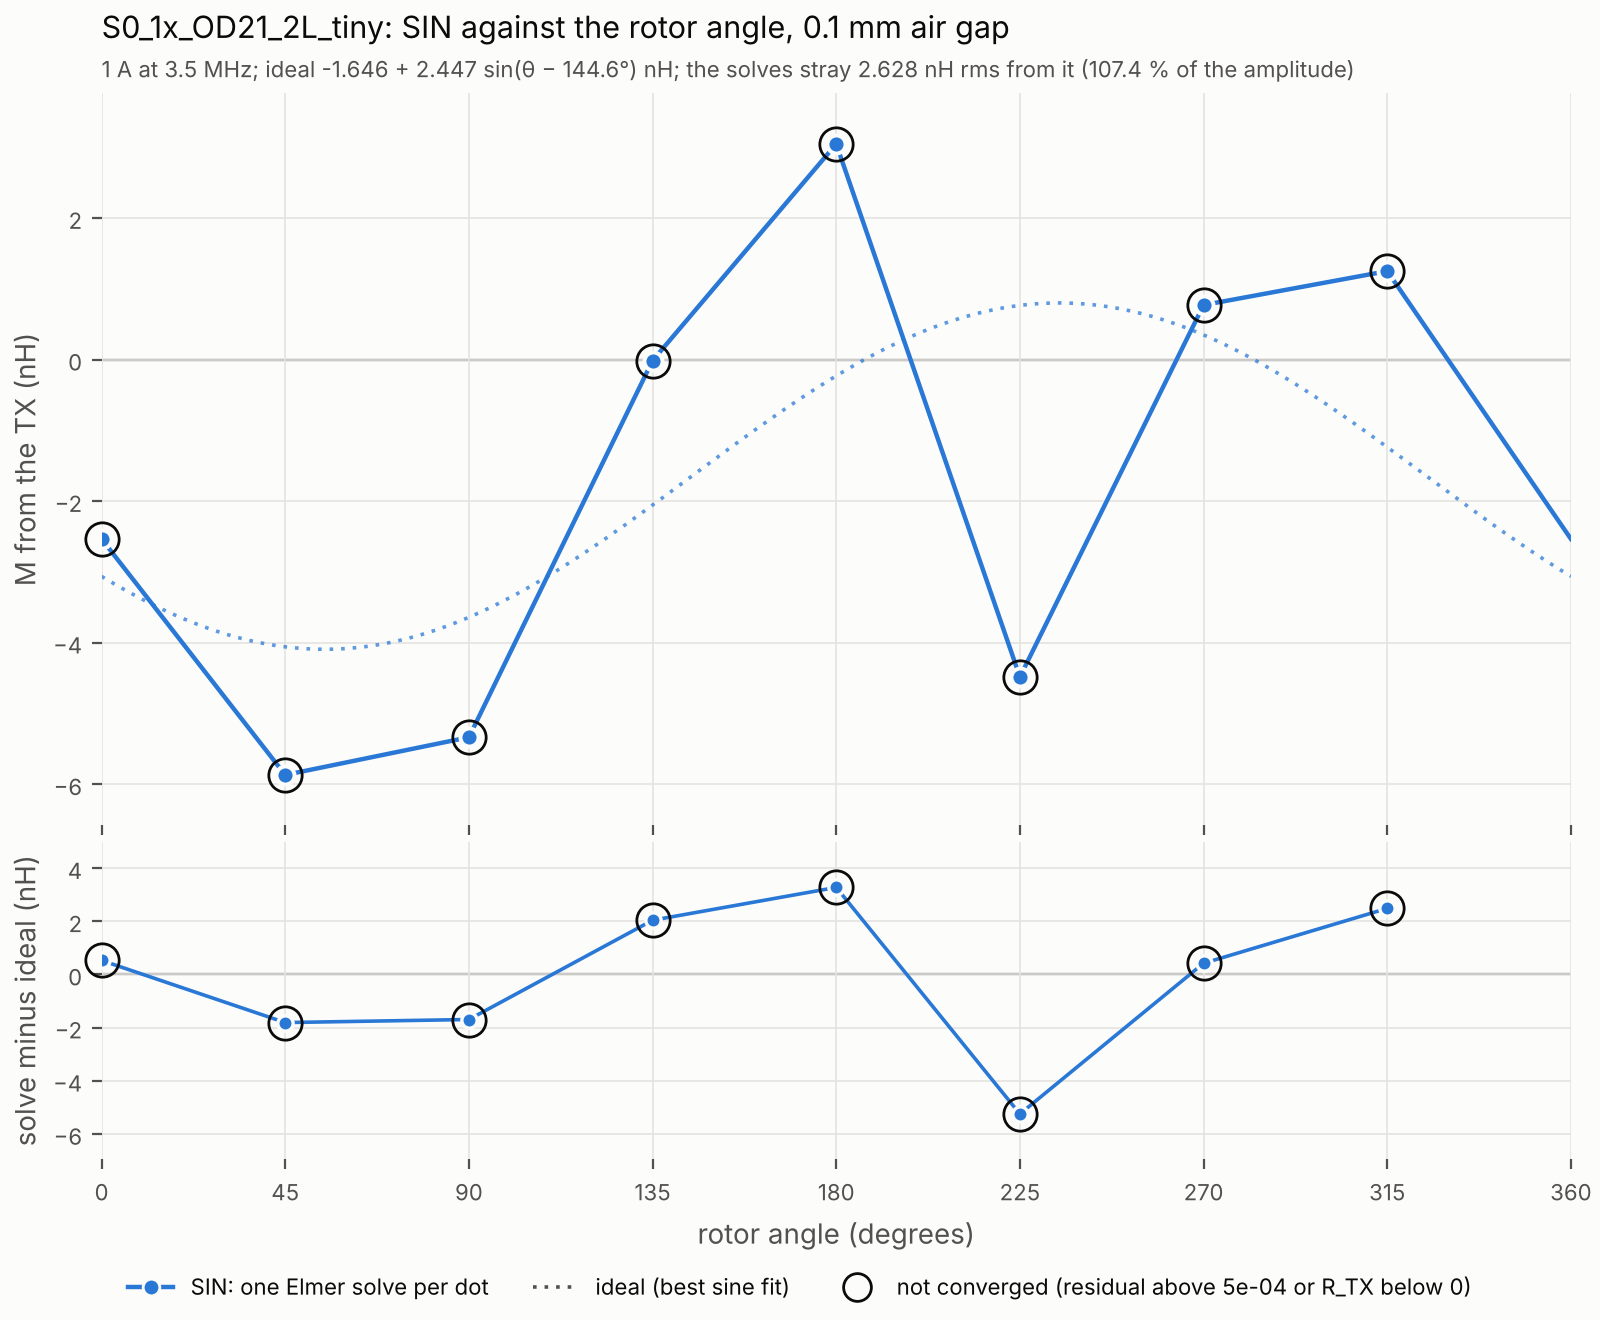 S0_1x_OD21_2L_tiny: SIN against the rotor angle, 0.1 mm air gap
1 A at 3.5 MHz; ideal -1.646 + 2.447 sin(θ − 144.6°) nH; the solves stray 2.628 nH rms from it (107.4 % of the amplitude)
M from the TX (nH)
2
0
−2
−4
−6
solve minus ideal (nH)
4
2
0
−2
−4
−6
0 45 90 135 180 225 270 315 360
rotor angle (degrees)
SIN: one Elmer solve per dot ideal (best sine fit) not converged (residual above 5e-04 or R_TX below 0)